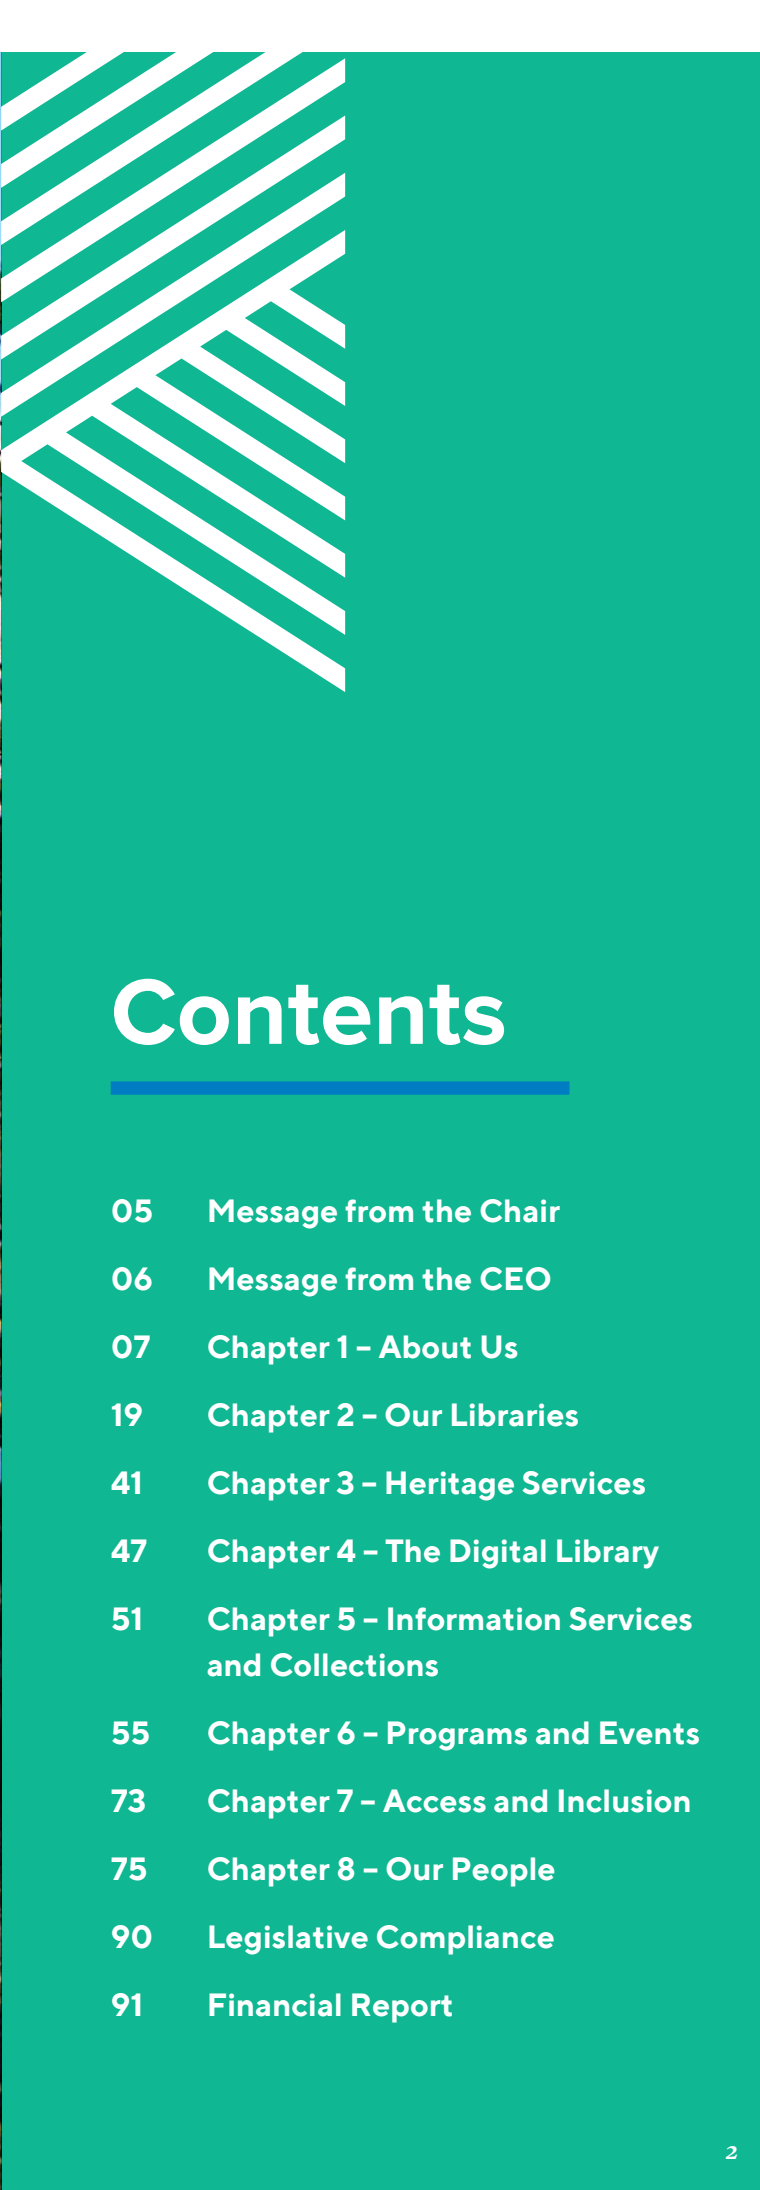 Contents
05 Message from the Chair
06 Message from the CEO
07 Chapter 1 – About Us
19 Chapter 2 – Our Libraries
41 Chapter 3 – Heritage Services
47 Chapter 4 – The Digital Library
51 Chapter 5 – Information Services
and Collections
55 Chapter 6 – Programs and Events
73 Chapter 7 – Access and Inclusion
75 Chapter 8 – Our People
90 Legislative Compliance
91 Financial Report
2